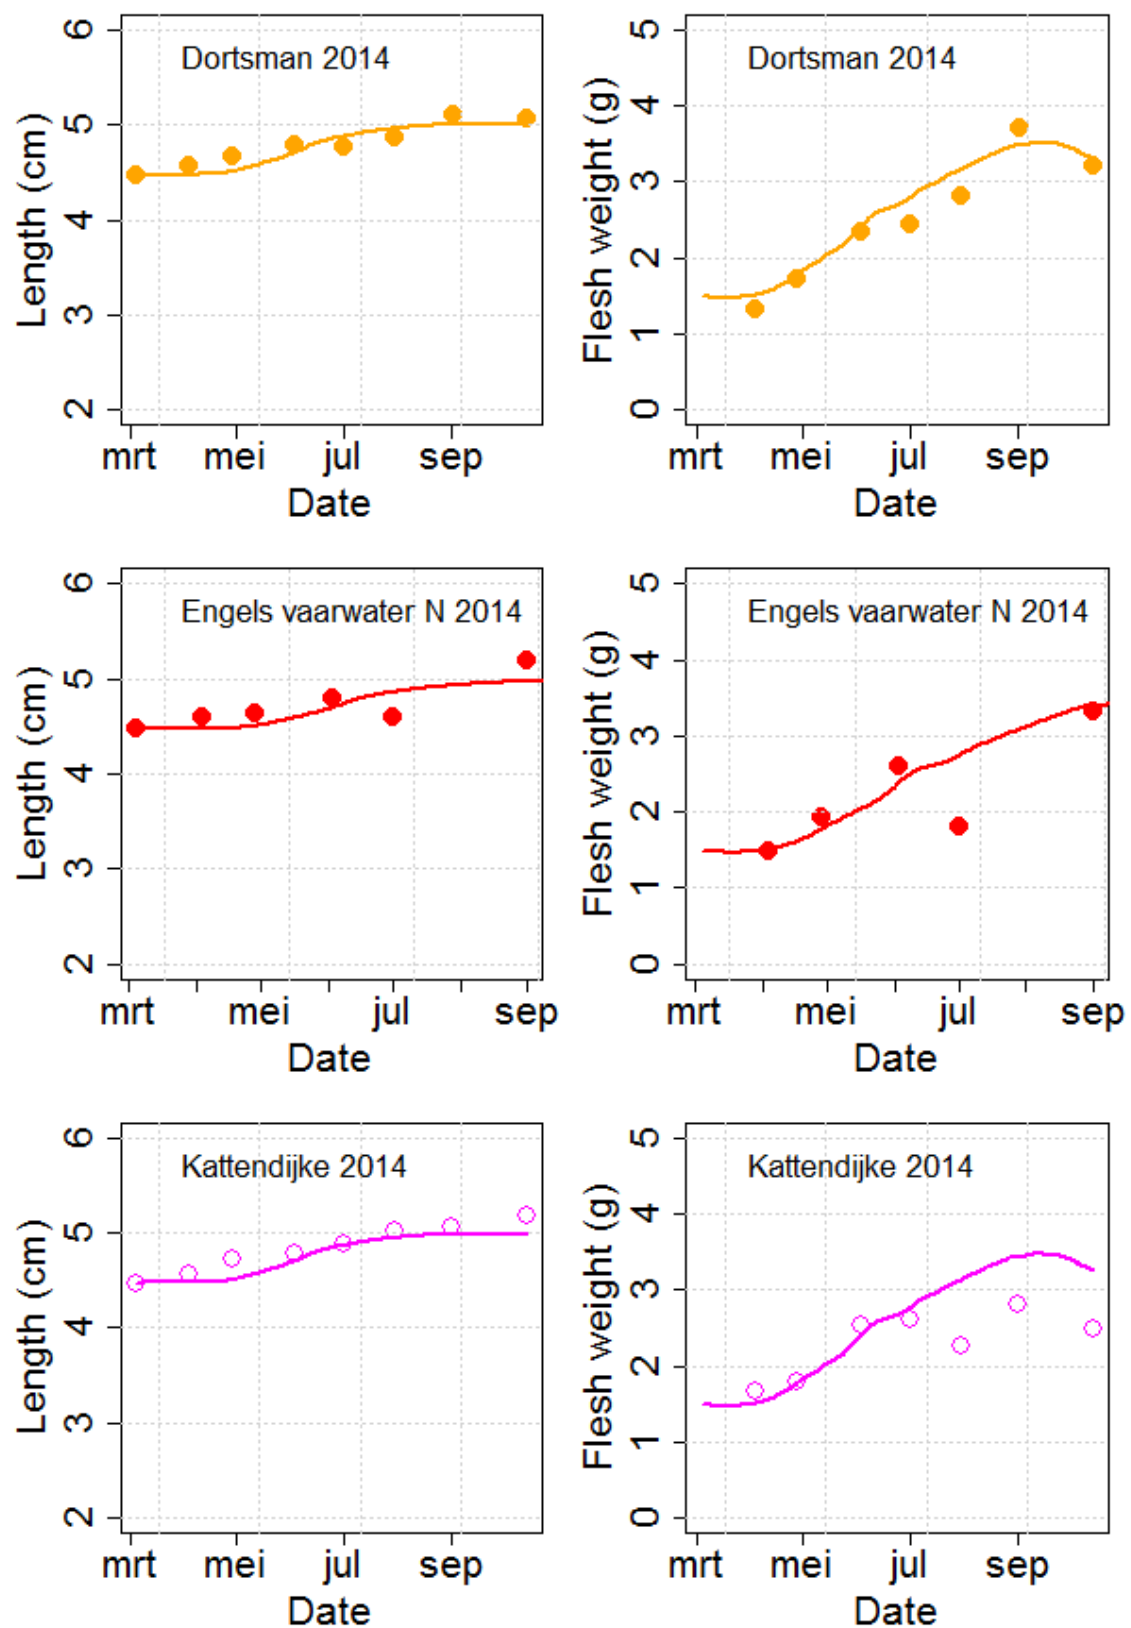 Dortsman 2014
Length (cm)
6
5
4
3
2
mrt mei jul sep
Date
Dortsman 2014
Flesh weight (g)
5
4
3
2
1
0
mrt mei jul sep
Date
Engels vaarwater N 2014
Length (cm)
6
5
4
3
2
mrt mei jul sep
Date
Engels vaarwater N 2014
Flesh weight (g)
5
4
3
2
1
0
mrt mei jul sep
Date
Kattendijke 2014
Length (cm)
6
5
4
3
2
mrt mei jul sep
Date
Kattendijke 2014
Flesh weight (g)
5
4
3
2
1
0
mrt mei jul sep
Date